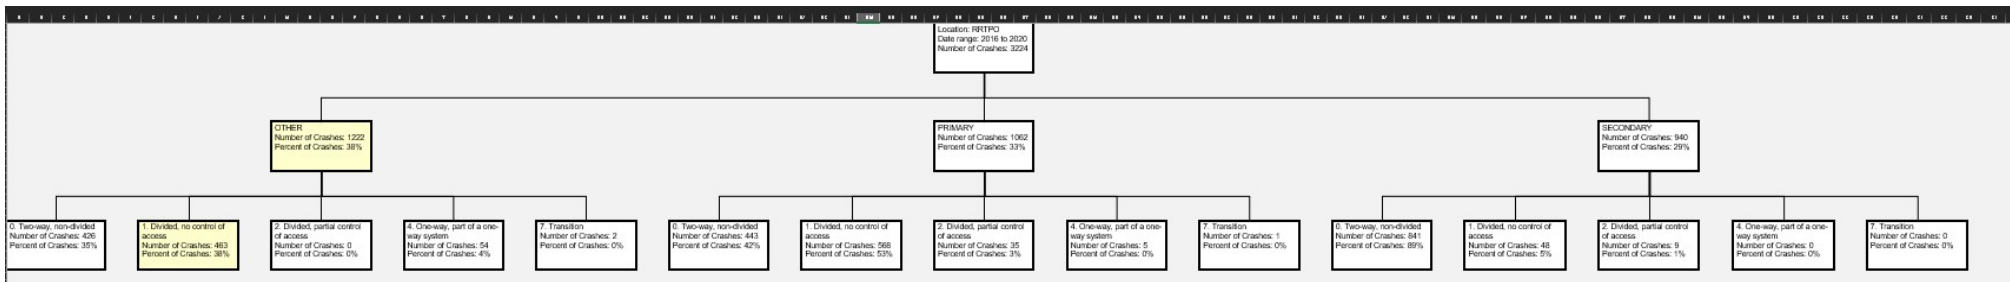 Location: RRTPO
Date range: 2016 to 2020
Number of Crashes: 3224
OTHER
Number of Crashes: 1222
Percent of Crashes: 38%
PRIMARY
Number of Crashes: 1062
Percent of Crashes: 33%
SECONDARY
Number of Crashes: 940
Percent of Crashes: 29%
0. Two-way, non-divided
Number of Crashes: 426
Percent of Crashes: 35%
1. Divided, no control of
access
Number of Crashes: 463
Percent of Crashes: 38%
2. Divided, partial control
of access
Number of Crashes: 0
Percent of Crashes: 0%
4. One-way, part of a one-
way system
Number of Crashes: 54
Percent of Crashes: 4%
7. Transition
Number of Crashes: 2
Percent of Crashes: 0%
0. Two-way, non-divided
Number of Crashes: 443
Percent of Crashes: 42%
1. Divided, no control of
access
Number of Crashes: 568
Percent of Crashes: 53%
2. Divided, partial control
of access
Number of Crashes: 35
Percent of Crashes: 3%
4. One-way, part of a one-
way system
Number of Crashes: 5
Percent of Crashes: 0%
7. Transition
Number of Crashes: 1
Percent of Crashes: 0%
0. Two-way, non-divided
Number of Crashes: 841
Percent of Crashes: 89%
1. Divided, no control of
access
Number of Crashes: 48
Percent of Crashes: 5%
2. Divided, partial control
of access
Number of Crashes: 9
Percent of Crashes: 1%
4. One-way, part of a one-
way system
Number of Crashes: 0
Percent of Crashes: 0%
7. Transition
Number of Crashes: 0
Percent of Crashes: 0%